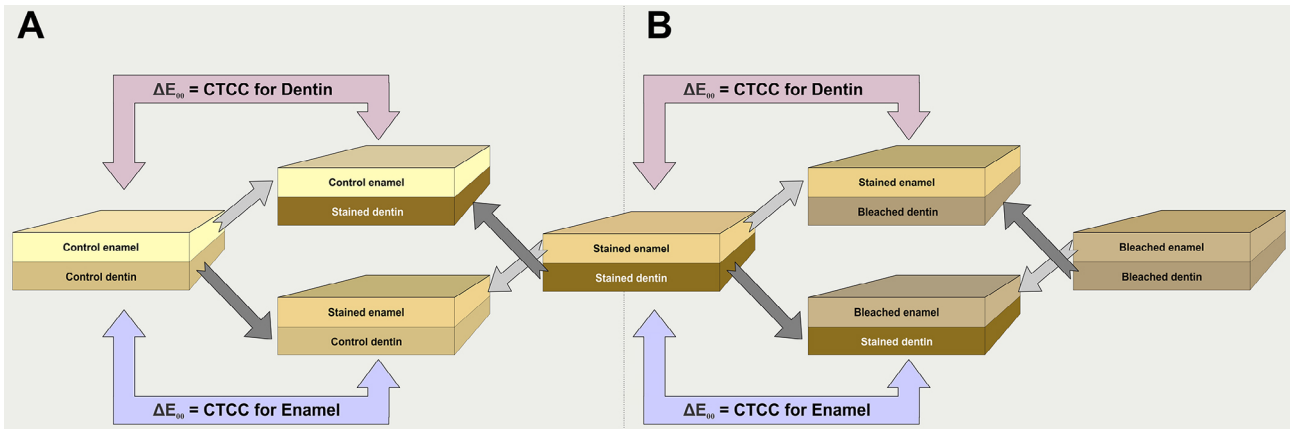 A
B
ΔE₀₀ = CTCC for Dentin
ΔE₀₀ = CTCC for Dentin
Control enamel
Stained dentin
Stained enamel
Bleached dentin
Control enamel
Control dentin
Stained enamel
Stained dentin
Bleached enamel
Bleached dentin
Stained enamel
Control dentin
Bleached enamel
Stained dentin
ΔE₀₀ = CTCC for Enamel
ΔE₀₀ = CTCC for Enamel